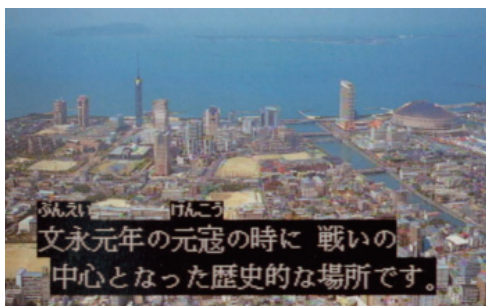 ぶんえい げんこう
文永元年の元寇の時に 戦いの
中心となった歴史的な場所です。